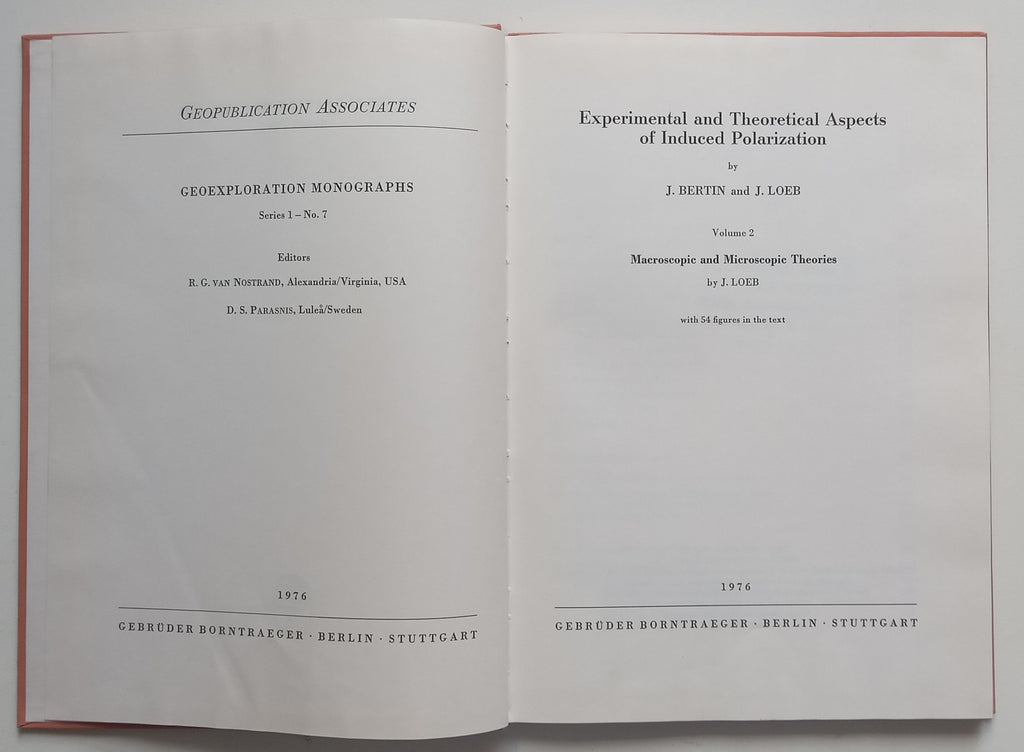 GEOPUBLICATION ASSOCIATES
GEOEXPLORATION MONOGRAPHS
Series 1 – No. 7
Editors
R. G. VAN NOSTRAND, Alexandria/Virginia, USA
D. S. PARASNIS, Luleå/Sweden
1976
GEBRÜDER BORNTRAEGER · BERLIN · STUTTGART
Experimental and Theoretical Aspects
of Induced Polarization
by
J. BERTIN and J. LOEB
Volume 2
Macroscopic and Microscopic Theories
by J. LOEB
with 54 figures in the text
1976
GEBRÜDER BORNTRAEGER · BERLIN · STUTTGART